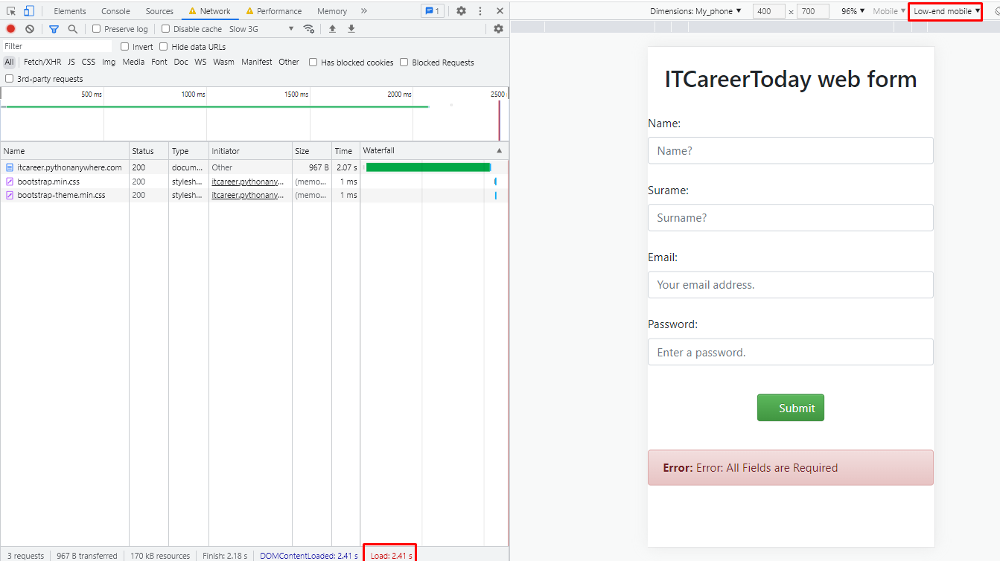 Elements Console Sources Network Performance Memory » 1
Preserve log Disable cache Slow 3G
Filter Invert Hide data URLs
All Fetch/XHR JS CSS Img Media Font Doc WS Wasm Manifest Other Has blocked cookies Blocked Requests
3rd-party requests
500 ms 1000 ms 1500 ms 2000 ms 2500
Name Status Type Initiator Size Time Waterfall
itcareer.pythonanywhere.com 200 docum... Other 967 B 2.07 s
bootstrap.min.css 200 stylesh... itcareer.pythonany... (memo... 1 ms
bootstrap-theme.min.css 200 stylesh... itcareer.pythonany... (memo... 1 ms
3 requests 967 B transferred 170 kB resources Finish: 2.18 s DOMContentLoaded: 2.41 s Load: 2.41 s
Dimensions: My_phone 400 x 700 96% Mobile Low-end mobile
ITCareerToday web form
Name:
Name?
Surame:
Surname?
Email:
Your email address.
Password:
Enter a password.
Submit
Error: Error: All Fields are Required